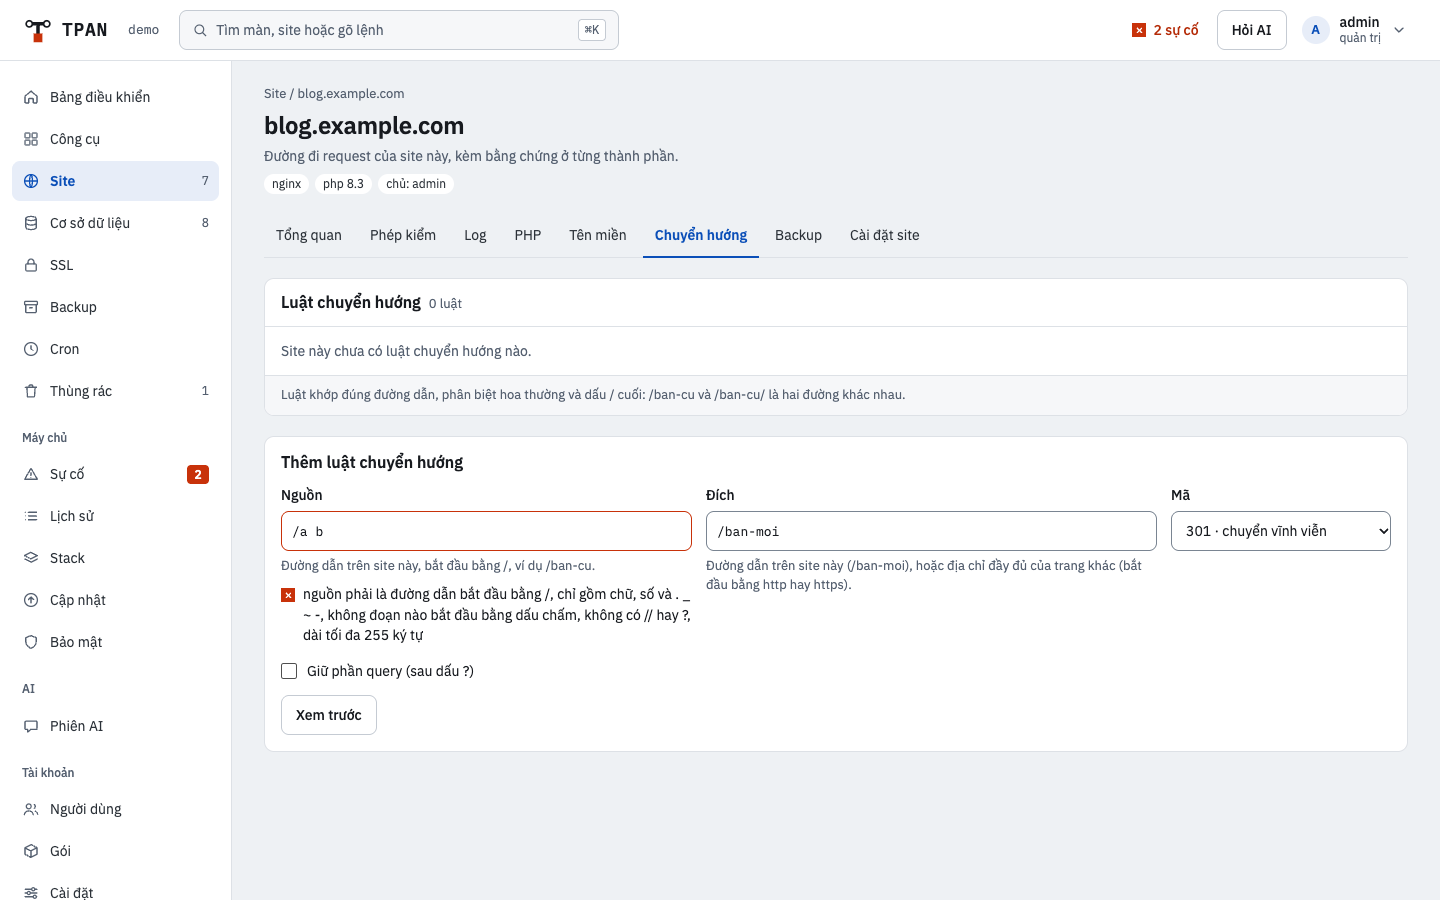 TPAN
demo
Tìm màn, site hoặc gõ lệnh
⌘K
2 sự cố
Hỏi AI
A
admin
quản trị
Bảng điều khiển
Công cụ
Site 7
Cơ sở dữ liệu 8
SSL
Backup
Cron
Thùng rác 1
Máy chủ
Sự cố 2
Lịch sử
Stack
Cập nhật
Bảo mật
AI
Phiên AI
Tài khoản
Người dùng
Gói
Cài đặt
Site / blog.example.com
blog.example.com
Đường đi request của site này, kèm bằng chứng ở từng thành phần.
nginx php 8.3 chủ: admin
Tổng quan Phép kiểm Log PHP Tên miền Chuyển hướng Backup Cài đặt site
Luật chuyển hướng 0 luật
Site này chưa có luật chuyển hướng nào.
Luật khớp đúng đường dẫn, phân biệt hoa thường và dấu / cuối: /ban-cu và /ban-cu/ là hai đường khác nhau.
Thêm luật chuyển hướng
Nguồn
/a b
Đường dẫn trên site này, bắt đầu bằng /, ví dụ /ban-cu.
nguồn phải là đường dẫn bắt đầu bằng /, chỉ gồm chữ, số và . _
~ -, không đoạn nào bắt đầu bằng dấu chấm, không có // hay ?,
dài tối đa 255 ký tự
Đích
/ban-moi
Đường dẫn trên site này (/ban-moi), hoặc địa chỉ đầy đủ của trang khác (bắt
đầu bằng http hay https).
Mã
301 · chuyển vĩnh viễn
Giữ phần query (sau dấu ?)
Xem trước